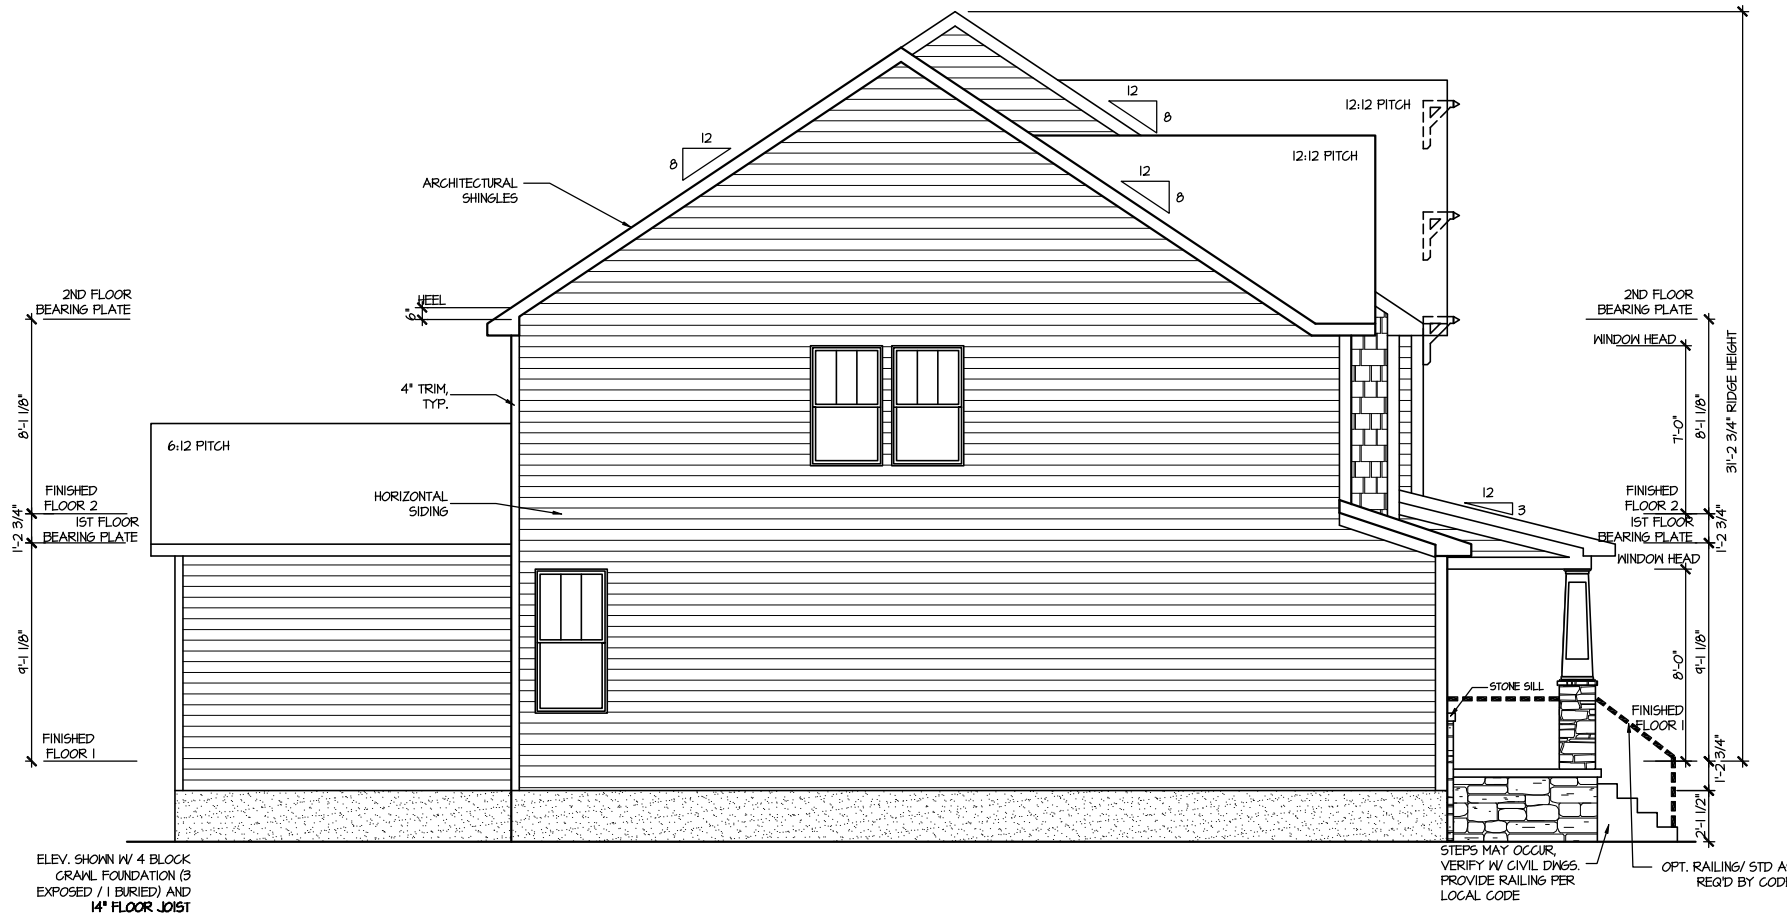 12
8
12:12 PITCH
12
8
12:12 PITCH
12
8
ARCHITECTURAL
SHINGLES
HEEL
6"
2ND FLOOR
BEARING PLATE
8'-1 1/8"
4" TRIM,
TYP.
6:12 PITCH
HORIZONTAL
SIDING
FINISHED
FLOOR 2
1'-2 3/4"
1ST FLOOR
BEARING PLATE
9'-1 1/8"
FINISHED
FLOOR 1
2ND FLOOR
BEARING PLATE
WINDOW HEAD
7'-0"
8'-1 1/8"
31'-2 3/4" RIDGE HEIGHT
12
3
FINISHED
FLOOR 2
1'-2 3/4"
1ST FLOOR
BEARING PLATE
WINDOW HEAD
8'-0"
9'-1 1/8"
STONE SILL
FINISHED
FLOOR 1
1'-2 3/4"
2'-1 1/2"
ELEV. SHOWN W/ 4 BLOCK
CRAWL FOUNDATION (3
EXPOSED / 1 BURIED) AND
14" FLOOR JOIST
STEPS MAY OCCUR,
VERIFY W/ CIVIL DWGS.
PROVIDE RAILING PER
LOCAL CODE
OPT. RAILING/ STD A
REQ'D BY COD